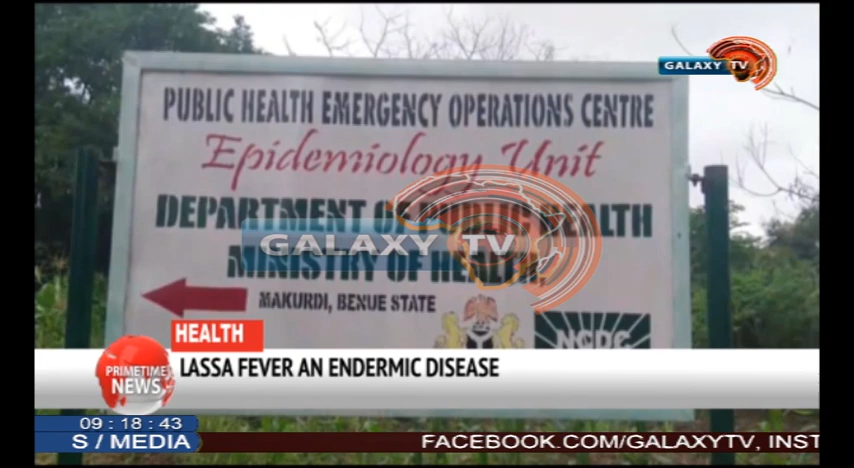 GALAXY TV
PUBLIC HEALTH EMERGENCY OPERATIONS CENTRE
Epidemiology Unit
DEPARTMENT OF PUBLIC HEALTH
GALAXY TV
MINISTRY OF HEALTH,
MAKURDI, BENUE STATE
NCDC
HEALTH
PRIMETIME
NEWS
LASSA FEVER AN ENDERMIC DISEASE
09:18:43
S / MEDIA
FACEBOOK.COM/GALAXYTV, INST